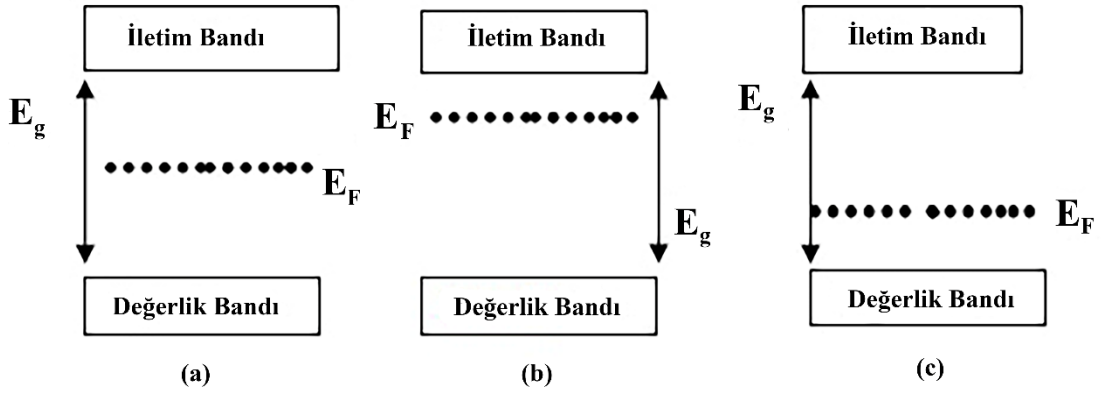 İletim Bandı
E_g
E_F
Değerlik Bandı
(a)
İletim Bandı
E_F
E_g
Değerlik Bandı
(b)
İletim Bandı
E_g
E_F
Değerlik Bandı
(c)